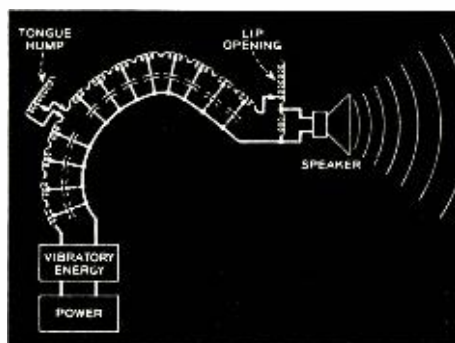 TONGUE
HUMP
LIP
OPENING
SPEAKER
VIBRATORY
ENERGY
POWER